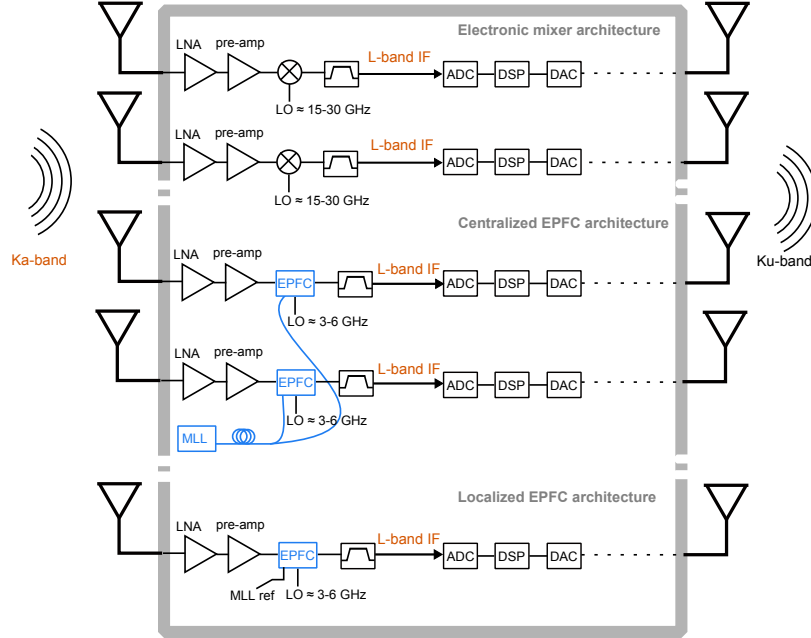 Electronic mixer architecture
LNA
pre-amp
L-band IF
ADC
DSP
DAC
LO ≈ 15-30 GHz
LNA
pre-amp
L-band IF
ADC
DSP
DAC
LO ≈ 15-30 GHz
Ka-band
Ku-band
Centralized EPFC architecture
LNA
pre-amp
EPFC
L-band IF
ADC
DSP
DAC
LO ≈ 3-6 GHz
LNA
pre-amp
EPFC
L-band IF
ADC
DSP
DAC
LO ≈ 3-6 GHz
MLL
Localized EPFC architecture
LNA
pre-amp
EPFC
L-band IF
ADC
DSP
DAC
MLL ref
LO ≈ 3-6 GHz